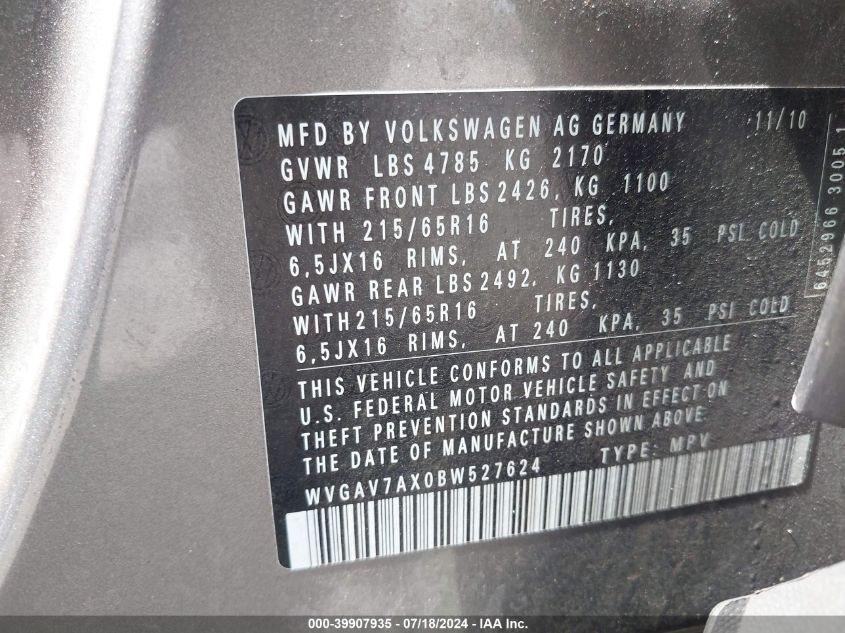 MFD BY VOLKSWAGEN AG GERMANY 11/10
GVWR LBS 4785 KG 2170
GAWR FRONT LBS 2426, KG 1100
WITH 215/65R16 TIRES,
6,5JX16 RIMS, AT 240 KPA, 35 PSI COLD
GAWR REAR LBS 2492, KG 1130
WITH 215/65R16 TIRES,
6,5JX16 RIMS, AT 240 KPA, 35 PSI COLD
THIS VEHICLE CONFORMS TO ALL APPLICABLE
U.S. FEDERAL MOTOR VEHICLE SAFETY AND
THEFT PREVENTION STANDARDS IN EFFECT ON
THE DATE OF MANUFACTURE SHOWN ABOVE
WVGAV7AX0BW527624 TYPE: MPV
6452966 3005 1
000-39907935 - 07/18/2024 - IAA Inc.